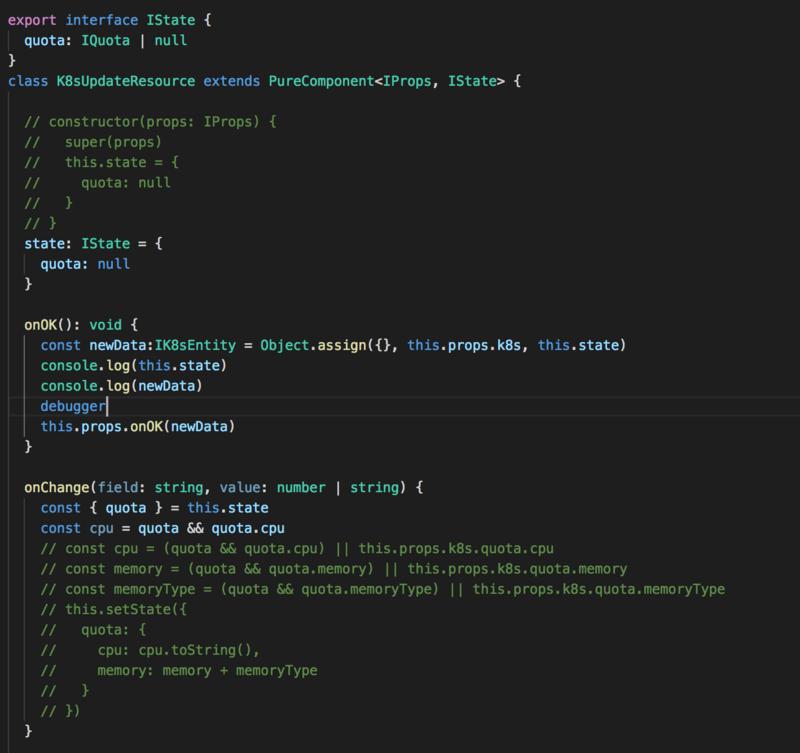 export interface IState {
  quota: IQuota | null
}
class K8sUpdateResource extends PureComponent<IProps, IState> {
  // constructor(props: IProps) {
  //   super(props)
  //   this.state = {
  //     quota: null
  //   }
  // }
  state: IState = {
    quota: null
  }
  onOK(): void {
    const newData:IK8sEntity = Object.assign({}, this.props.k8s, this.state)
    console.log(this.state)
    console.log(newData)
    debugger
    this.props.onOK(newData)
  }
  onChange(field: string, value: number | string) {
    const { quota } = this.state
    const cpu = quota && quota.cpu
    // const cpu = (quota && quota.cpu) || this.props.k8s.quota.cpu
    // const memory = (quota && quota.memory) || this.props.k8s.quota.memory
    // const memoryType = (quota && quota.memoryType) || this.props.k8s.quota.memoryType
    // this.setState({
    //   quota: {
    //     cpu: cpu.toString(),
    //     memory: memory + memoryType
    //   }
    // })
  }